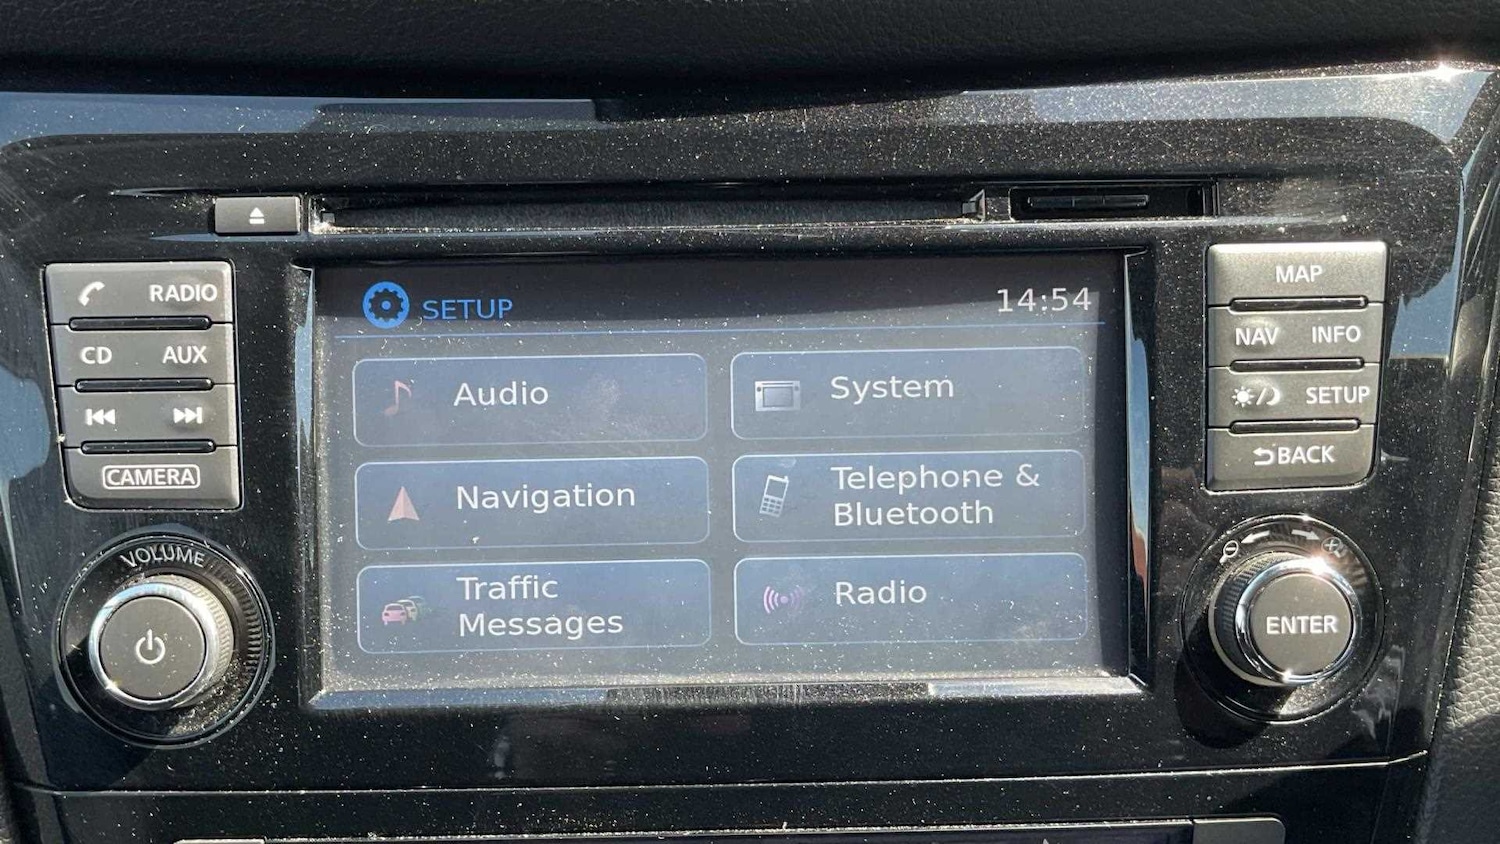 RADIO
CD AUX
CAMERA
VOLUME
SETUP
14:54
Audio
System
Navigation
Telephone &
Bluetooth
Traffic
Messages
Radio
MAP
NAV INFO
SETUP
BACK
ENTER